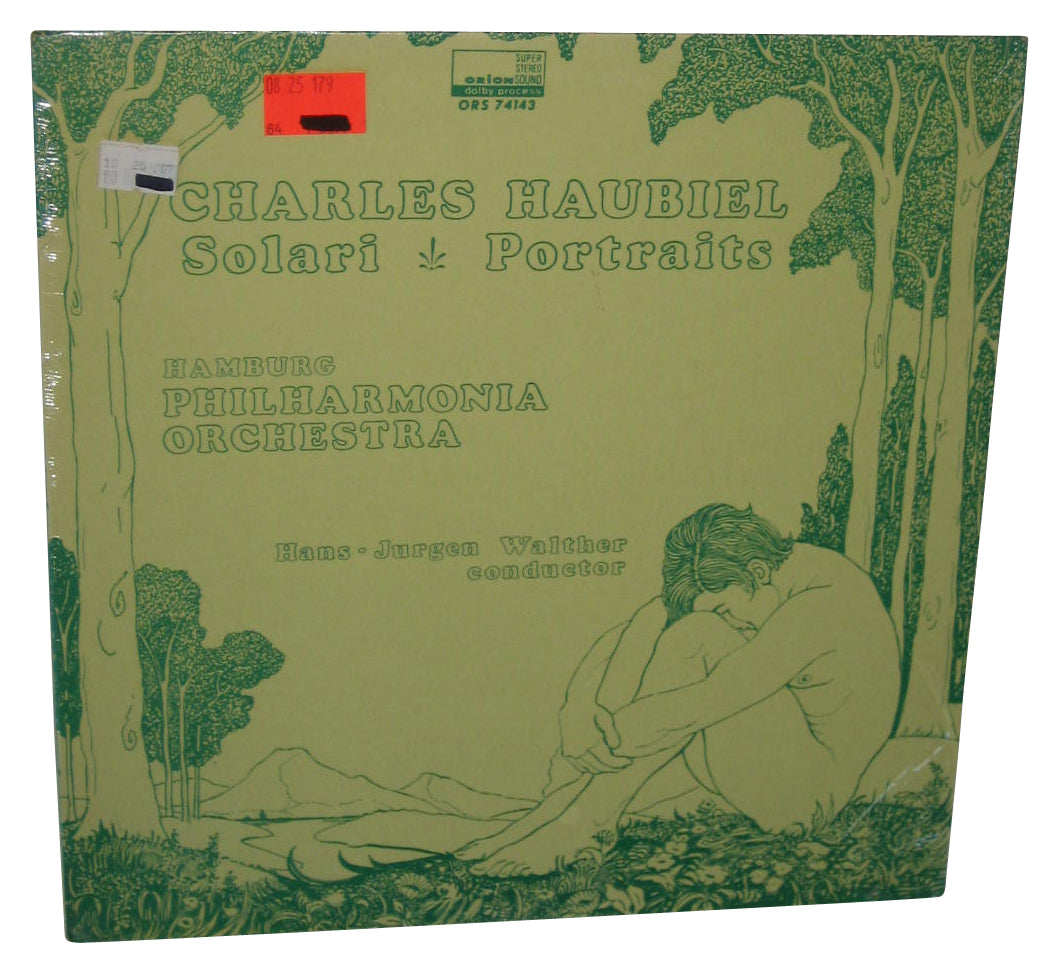 SUPER
STEREO
ORION SOUND
dolby process
ORS 74143
08 25 179
64
CHARLES HAUBIEL
Solari Portraits
HAMBURG
PHILHARMONIA
ORCHESTRA
Hans-Jurgen Walther
conductor